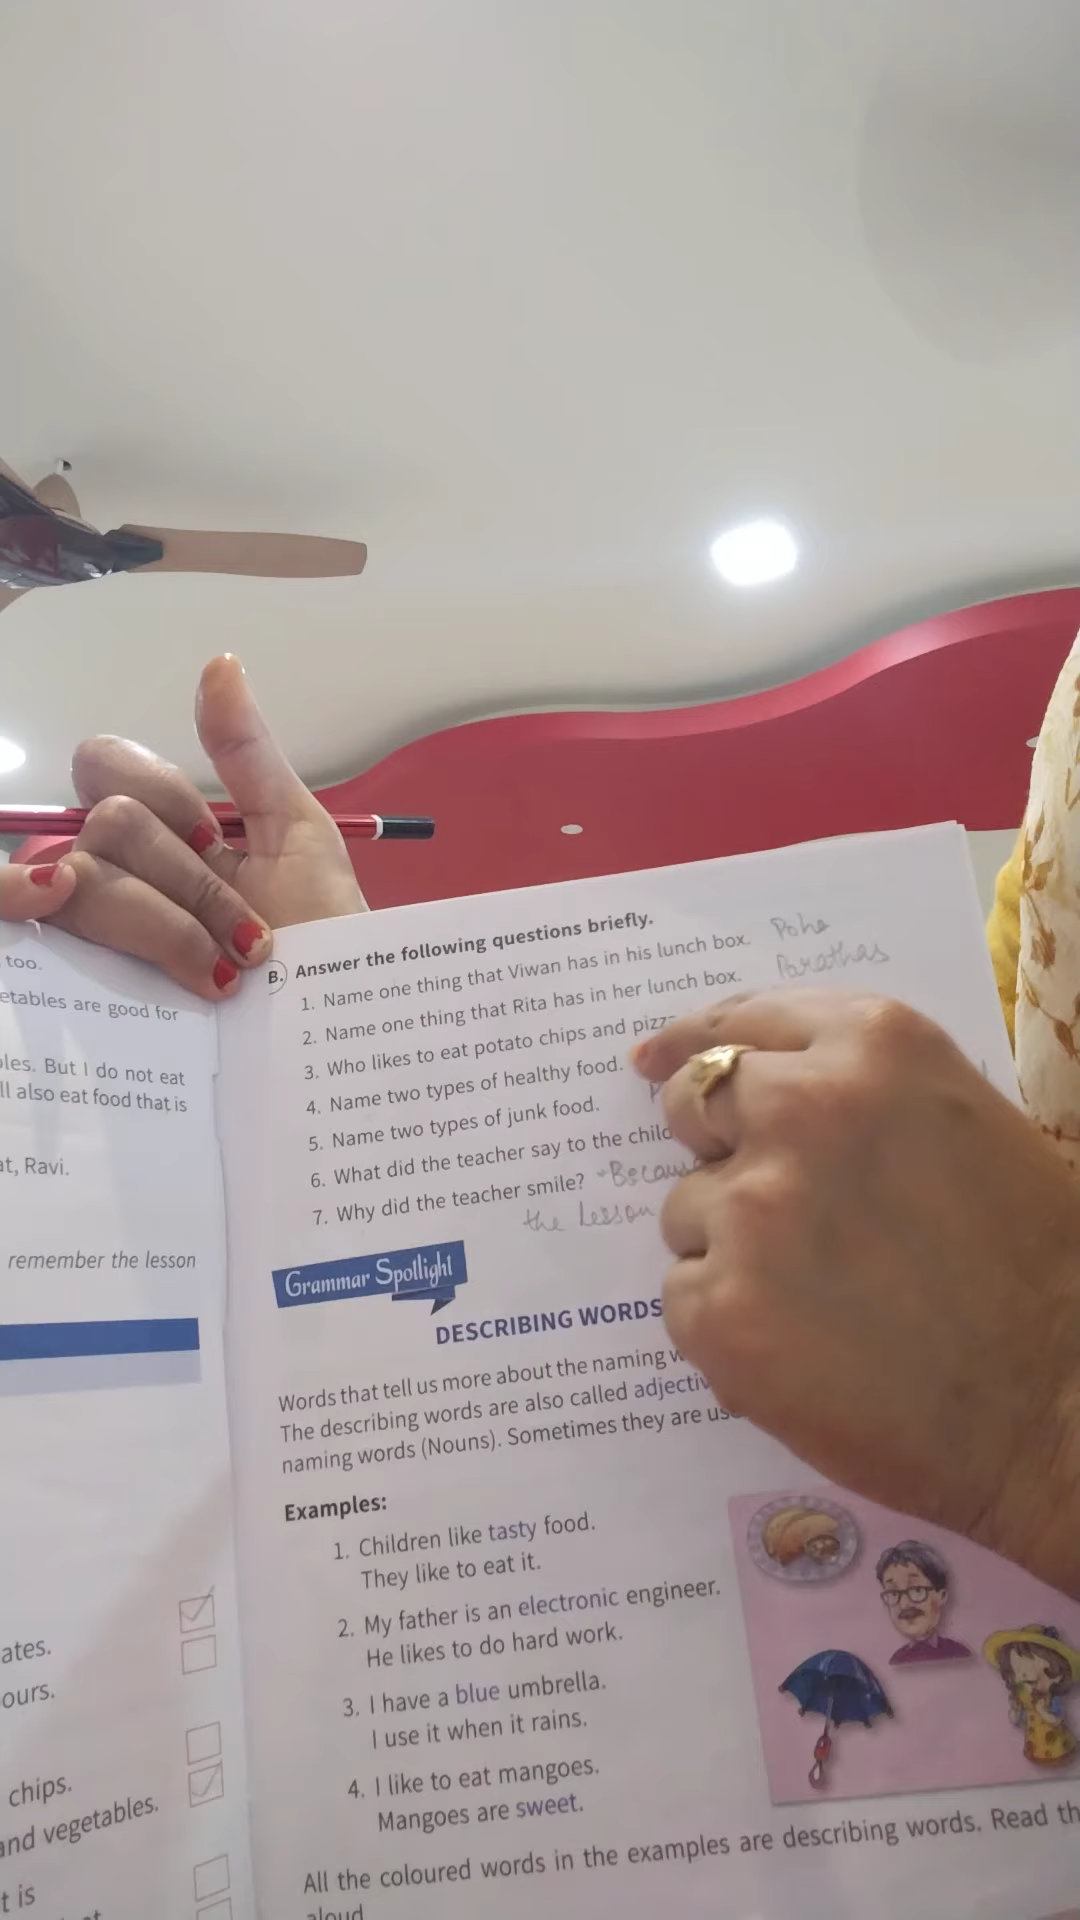 too.
etables are good for
les. But I do not eat
ll also eat food that is
at, Ravi.
remember the lesson
ates.
ours.
chips.
and vegetables.
t is
B. Answer the following questions briefly.
1. Name one thing that Viwan has in his lunch box. Poha
2. Name one thing that Rita has in her lunch box. Parathas
3. Who likes to eat potato chips and pizz
4. Name two types of healthy food.
5. Name two types of junk food.
6. What did the teacher say to the child
7. Why did the teacher smile? Becaus
the lesson
Grammar Spotlight
DESCRIBING WORDS
Words that tell us more about the naming w
The describing words are also called adjectiv
naming words (Nouns). Sometimes they are us
Examples:
1. Children like tasty food.
They like to eat it.
2. My father is an electronic engineer.
He likes to do hard work.
3. I have a blue umbrella.
I use it when it rains.
4. I like to eat mangoes.
Mangoes are sweet.
All the coloured words in the examples are describing words. Read th
aloud